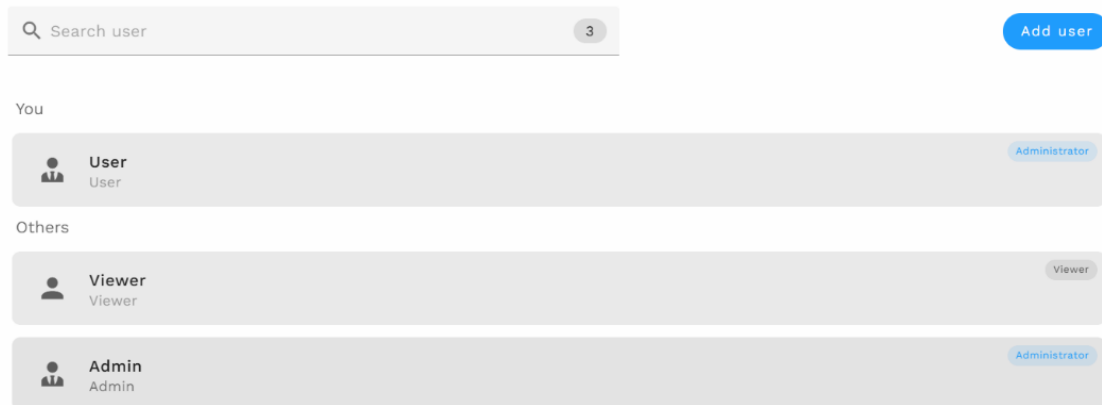 Search user
3
Add user
You
User
User
Administrator
Others
Viewer
Viewer
Viewer
Admin
Admin
Administrator